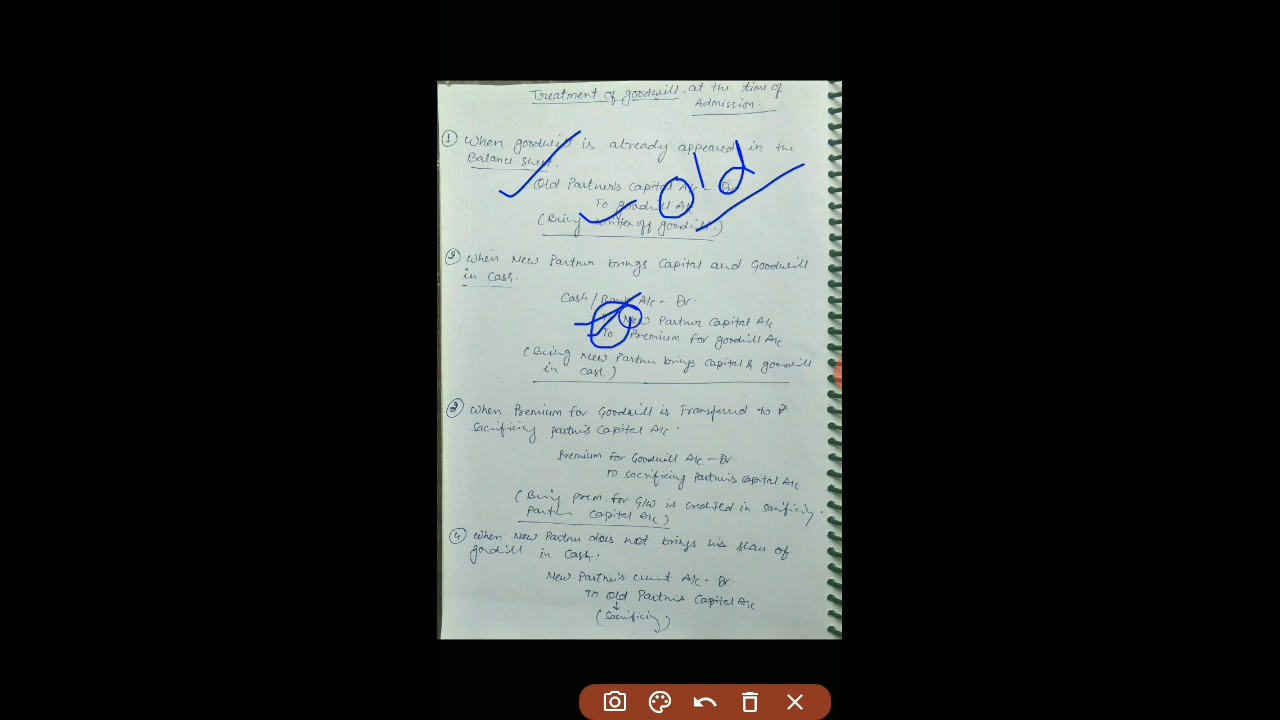 Treatment of goodwill at the time of
Admission.
① When goodwill is already appeared in the
Balance sheet.
Old Partner's Capital A/c - Dr
To goodwill A/c
(Being written off goodwill.)
old
② When New Partner brings Capital and Goodwill
in Cash.
Cash / Bank A/c - Dr.
To New Partner Capital A/c
To Premium for goodwill A/c
(Being New Partner brings Capital & goodwill
in cash.)
③ When Premium for Goodwill is Transferred to
Sacrificing partner's Capital A/c :
Premium for Goodwill A/c - Dr
To sacrificing Partner's Capital A/c
(Being prem. for G/w is credited in sacrificing
Partner Capital A/c)
④ When New Partner does not brings his share of
goodwill in Cash :
New Partner's current A/c - Dr.
To Old Partner's Capital A/c
(Sacrificing)